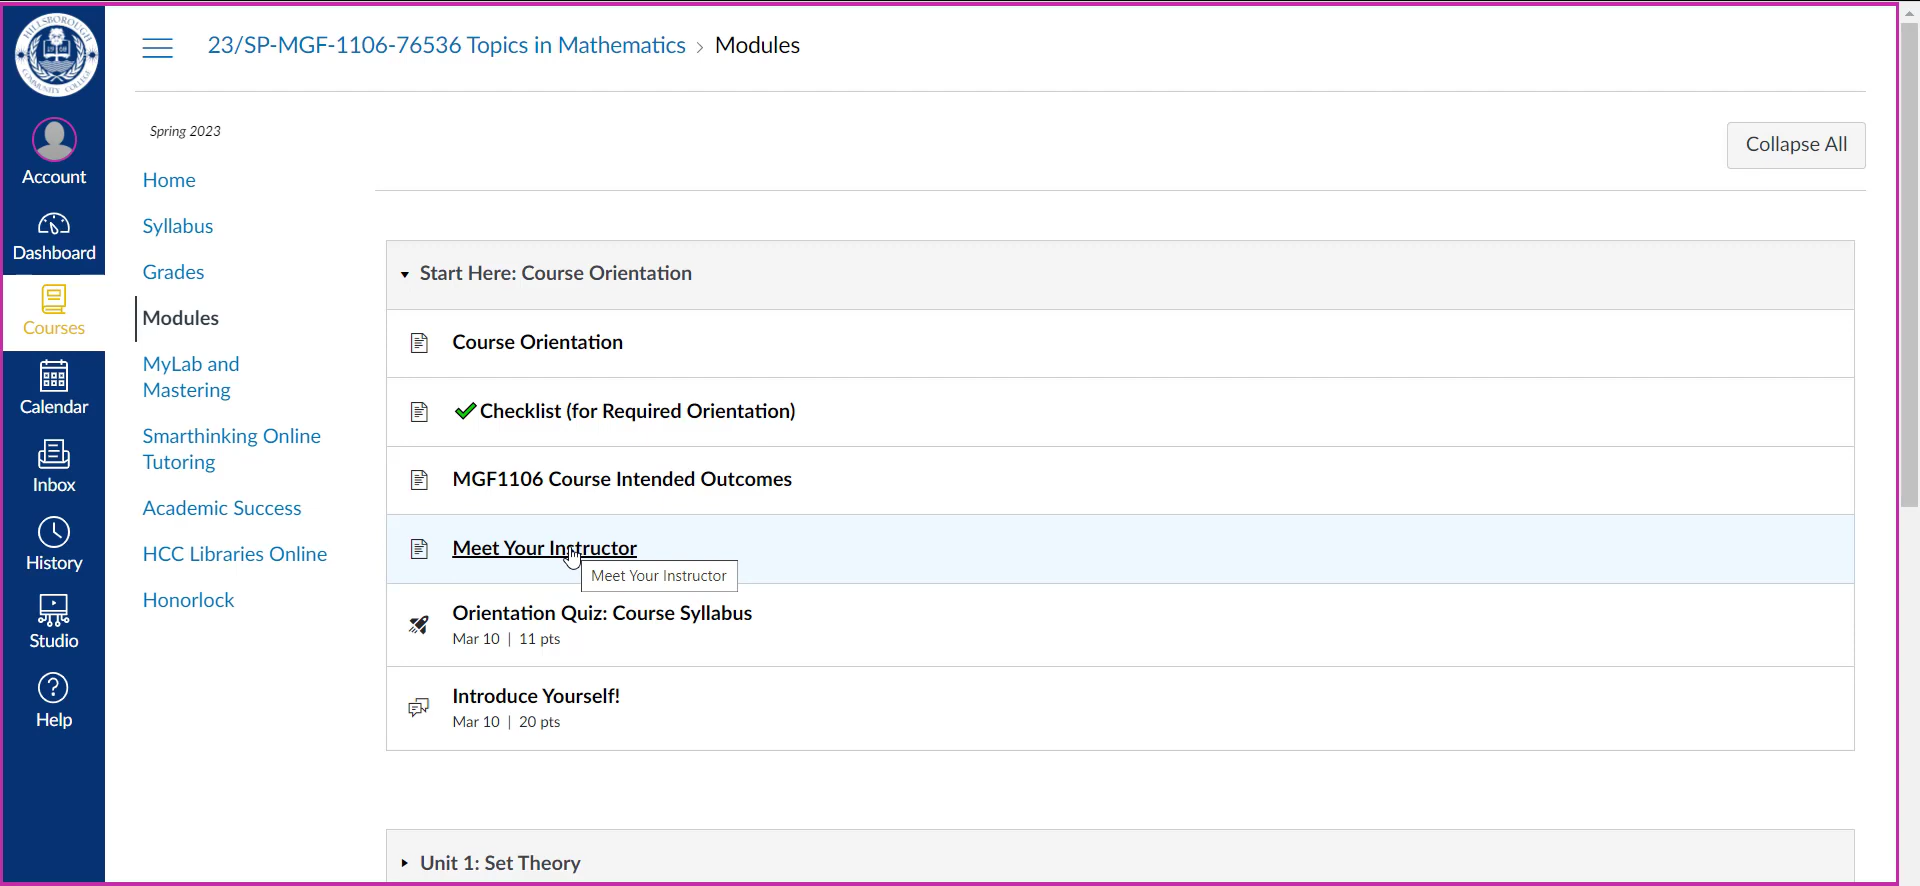 HILLSBOROUGH
COMMUNITY COLLEGE
Account
Dashboard
Courses
Calendar
Inbox
History
Studio
Help
23/SP-MGF-1106-76536 Topics in Mathematics › Modules
Spring 2023
Home
Syllabus
Grades
Modules
MyLab and
Mastering
Smarthinking Online
Tutoring
Academic Success
HCC Libraries Online
Honorlock
Collapse All
Start Here: Course Orientation
Course Orientation
Checklist (for Required Orientation)
MGF1106 Course Intended Outcomes
Meet Your Instructor
Meet Your Instructor
Orientation Quiz: Course Syllabus
Mar 10 | 11 pts
Introduce Yourself!
Mar 10 | 20 pts
Unit 1: Set Theory